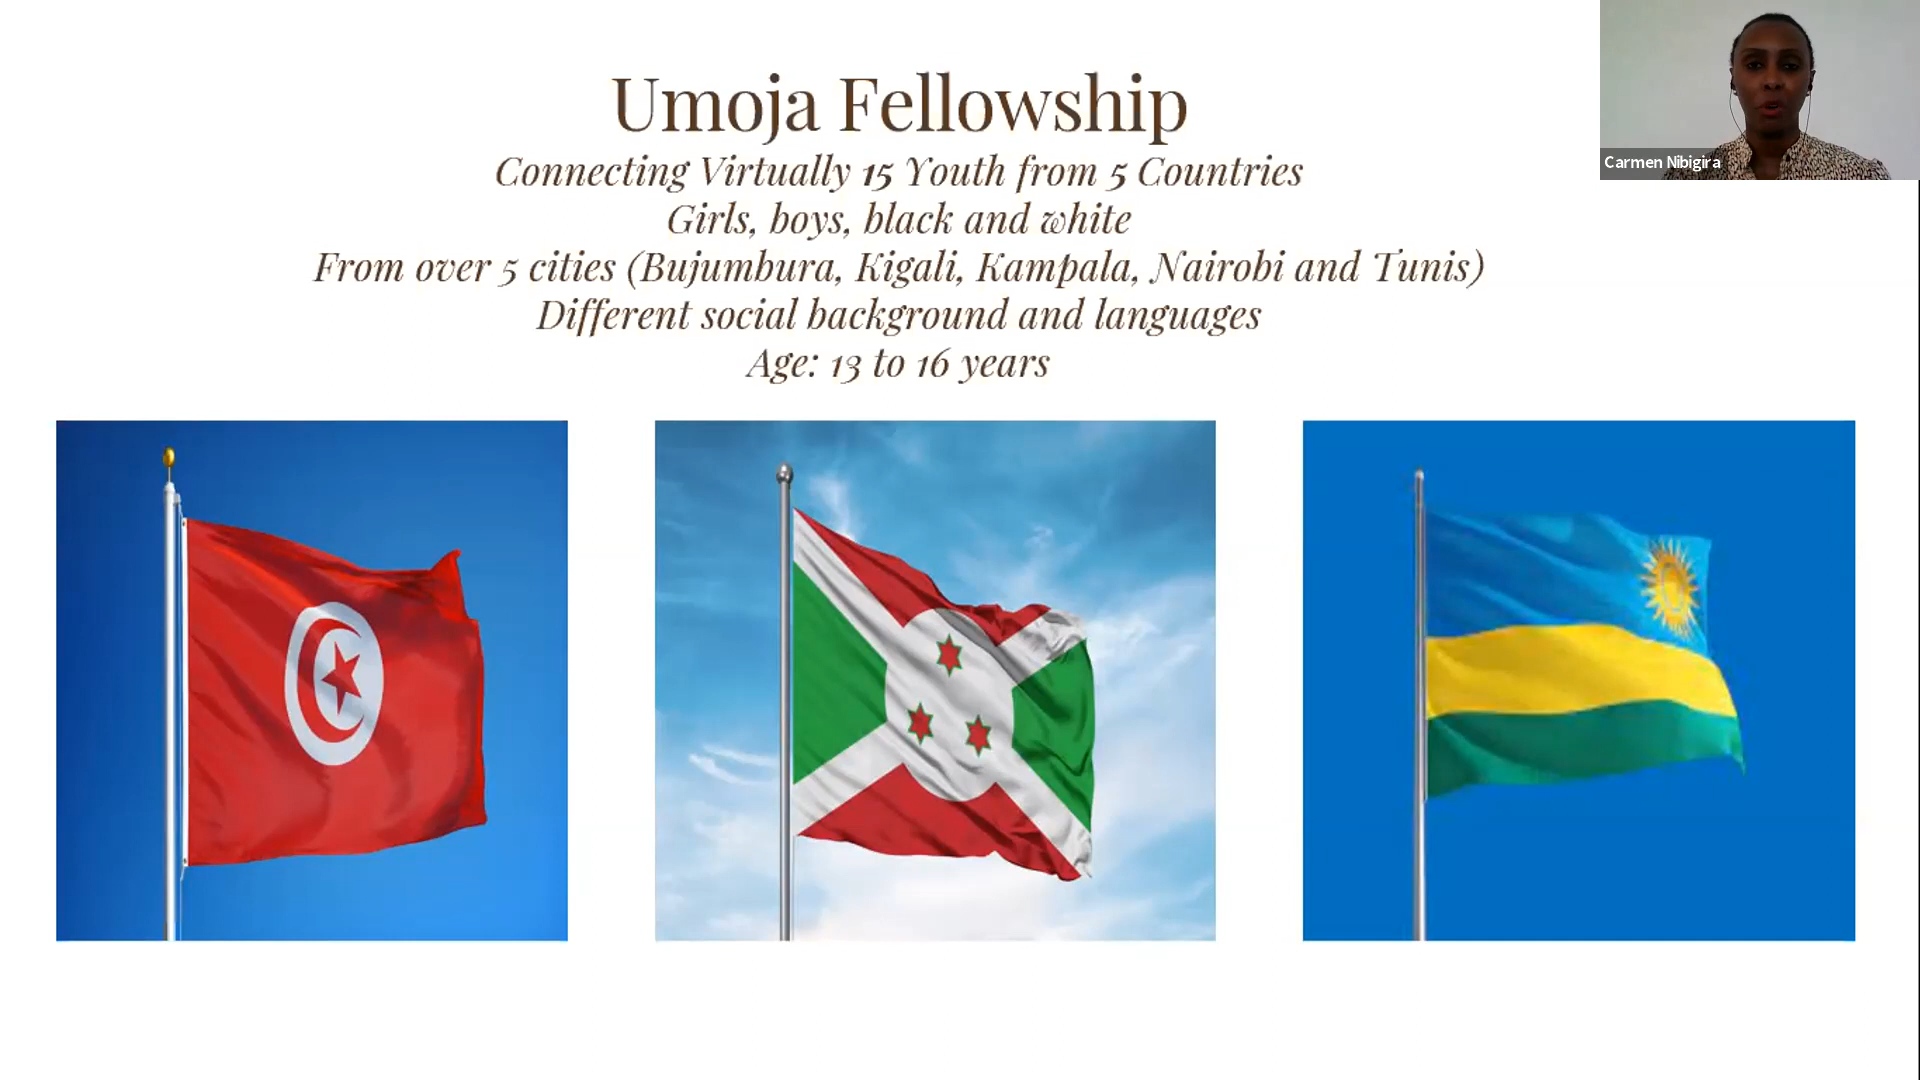 Umoja Fellowship
Connecting Virtually 15 Youth from 5 Countries
Girls, boys, black and white
From over 5 cities (Bujumbura, Kigali, Kampala, Nairobi and Tunis)
Different social background and languages
Age: 13 to 16 years
Carmen Nibigira